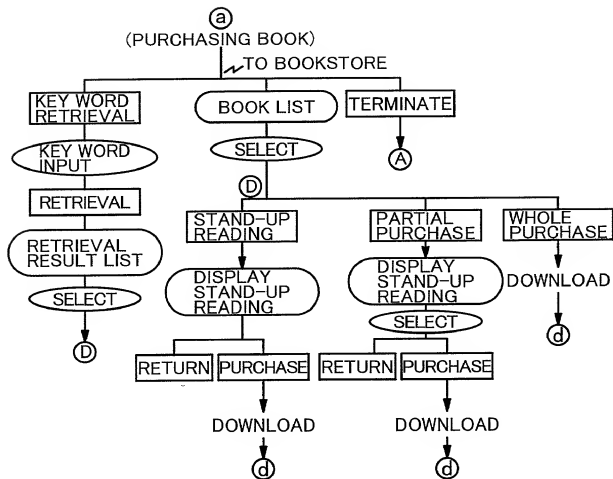 a
(PURCHASING BOOK)
TO BOOKSTORE
KEY WORD
RETRIEVAL
BOOK LIST
TERMINATE
KEY WORD
INPUT
SELECT
A
RETRIEVAL
D
STAND-UP
READING
PARTIAL
PURCHASE
WHOLE
PURCHASE
RETRIEVAL
RESULT LIST
DISPLAY
STAND-UP
READING
DISPLAY
STAND-UP
READING
DOWNLOAD
SELECT
SELECT
d
D
RETURN
PURCHASE
RETURN
PURCHASE
DOWNLOAD
DOWNLOAD
d
d